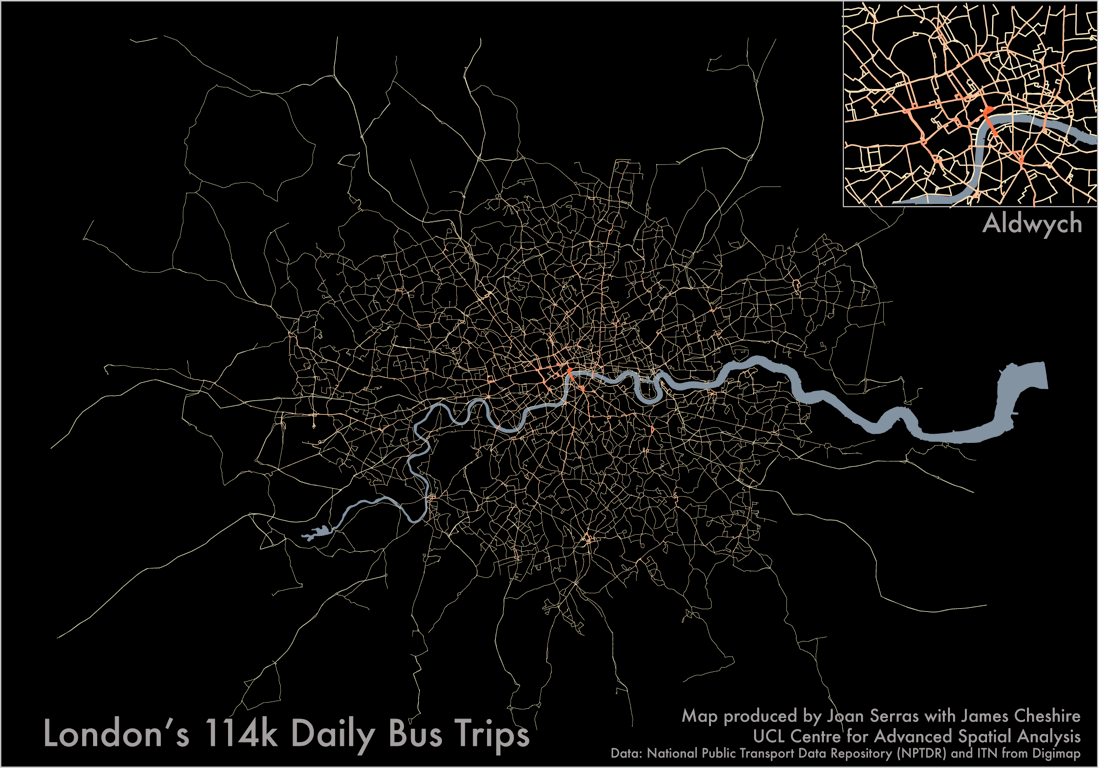 Aldwych
London's 114k Daily Bus Trips
Map produced by Joan Serras with James Cheshire
UCL Centre for Advanced Spatial Analysis
Data: National Public Transport Data Repository (NPTDR) and ITN from Digimap